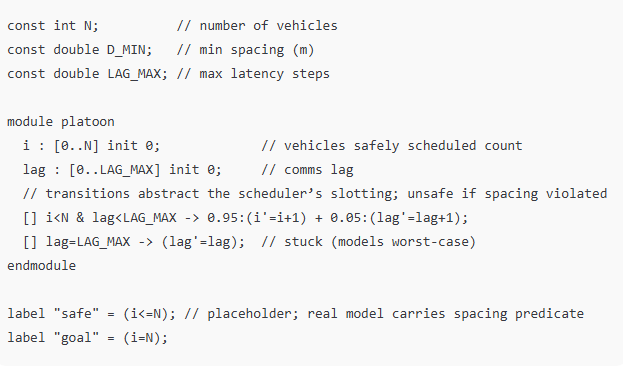 const int N;          // number of vehicles
const double D_MIN;   // min spacing (m)
const double LAG_MAX; // max latency steps
module platoon
  i : [0..N] init 0;             // vehicles safely scheduled count
  lag : [0..LAG_MAX] init 0;     // comms lag
  // transitions abstract the scheduler’s slotting; unsafe if spacing violated
  [] i<N & lag<LAG_MAX -> 0.95:(i'=i+1) + 0.05:(lag'=lag+1);
  [] lag=LAG_MAX -> (lag'=lag);  // stuck (models worst-case)
endmodule
label "safe" = (i<=N); // placeholder; real model carries spacing predicate
label "goal" = (i=N);